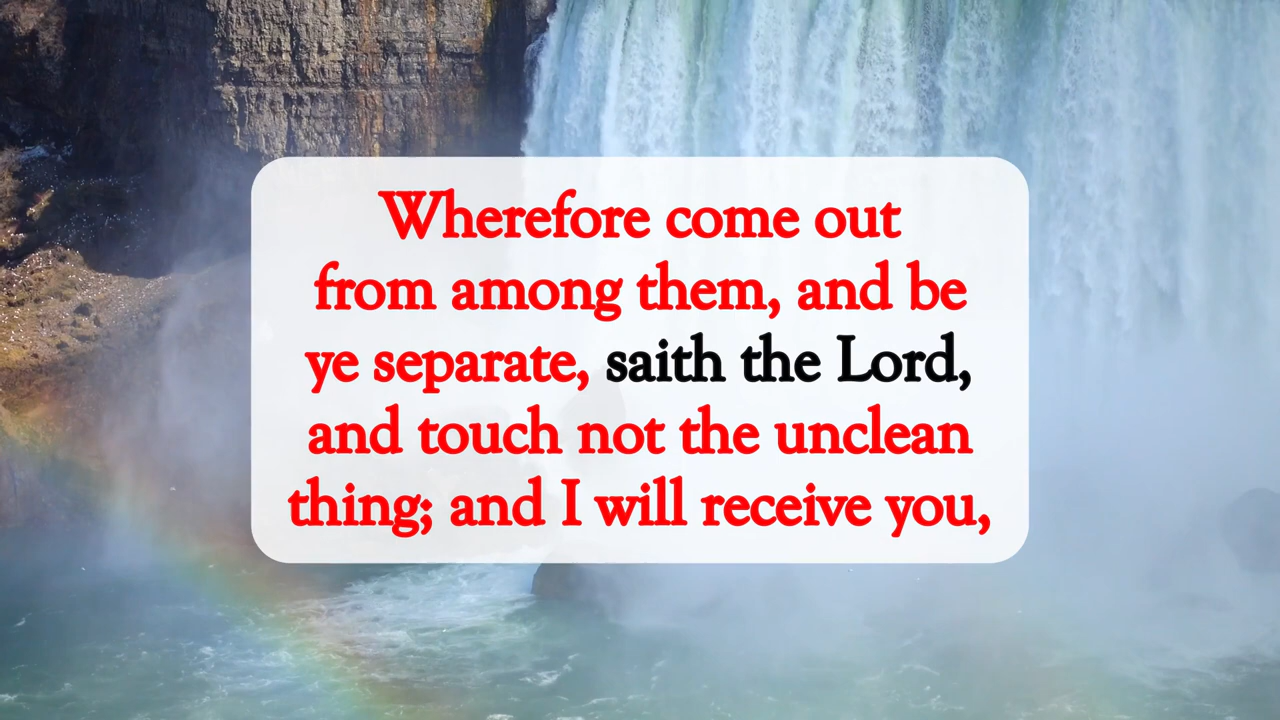 Wherefore come out
from among them, and be
ye separate, saith the Lord,
and touch not the unclean
thing; and I will receive you,